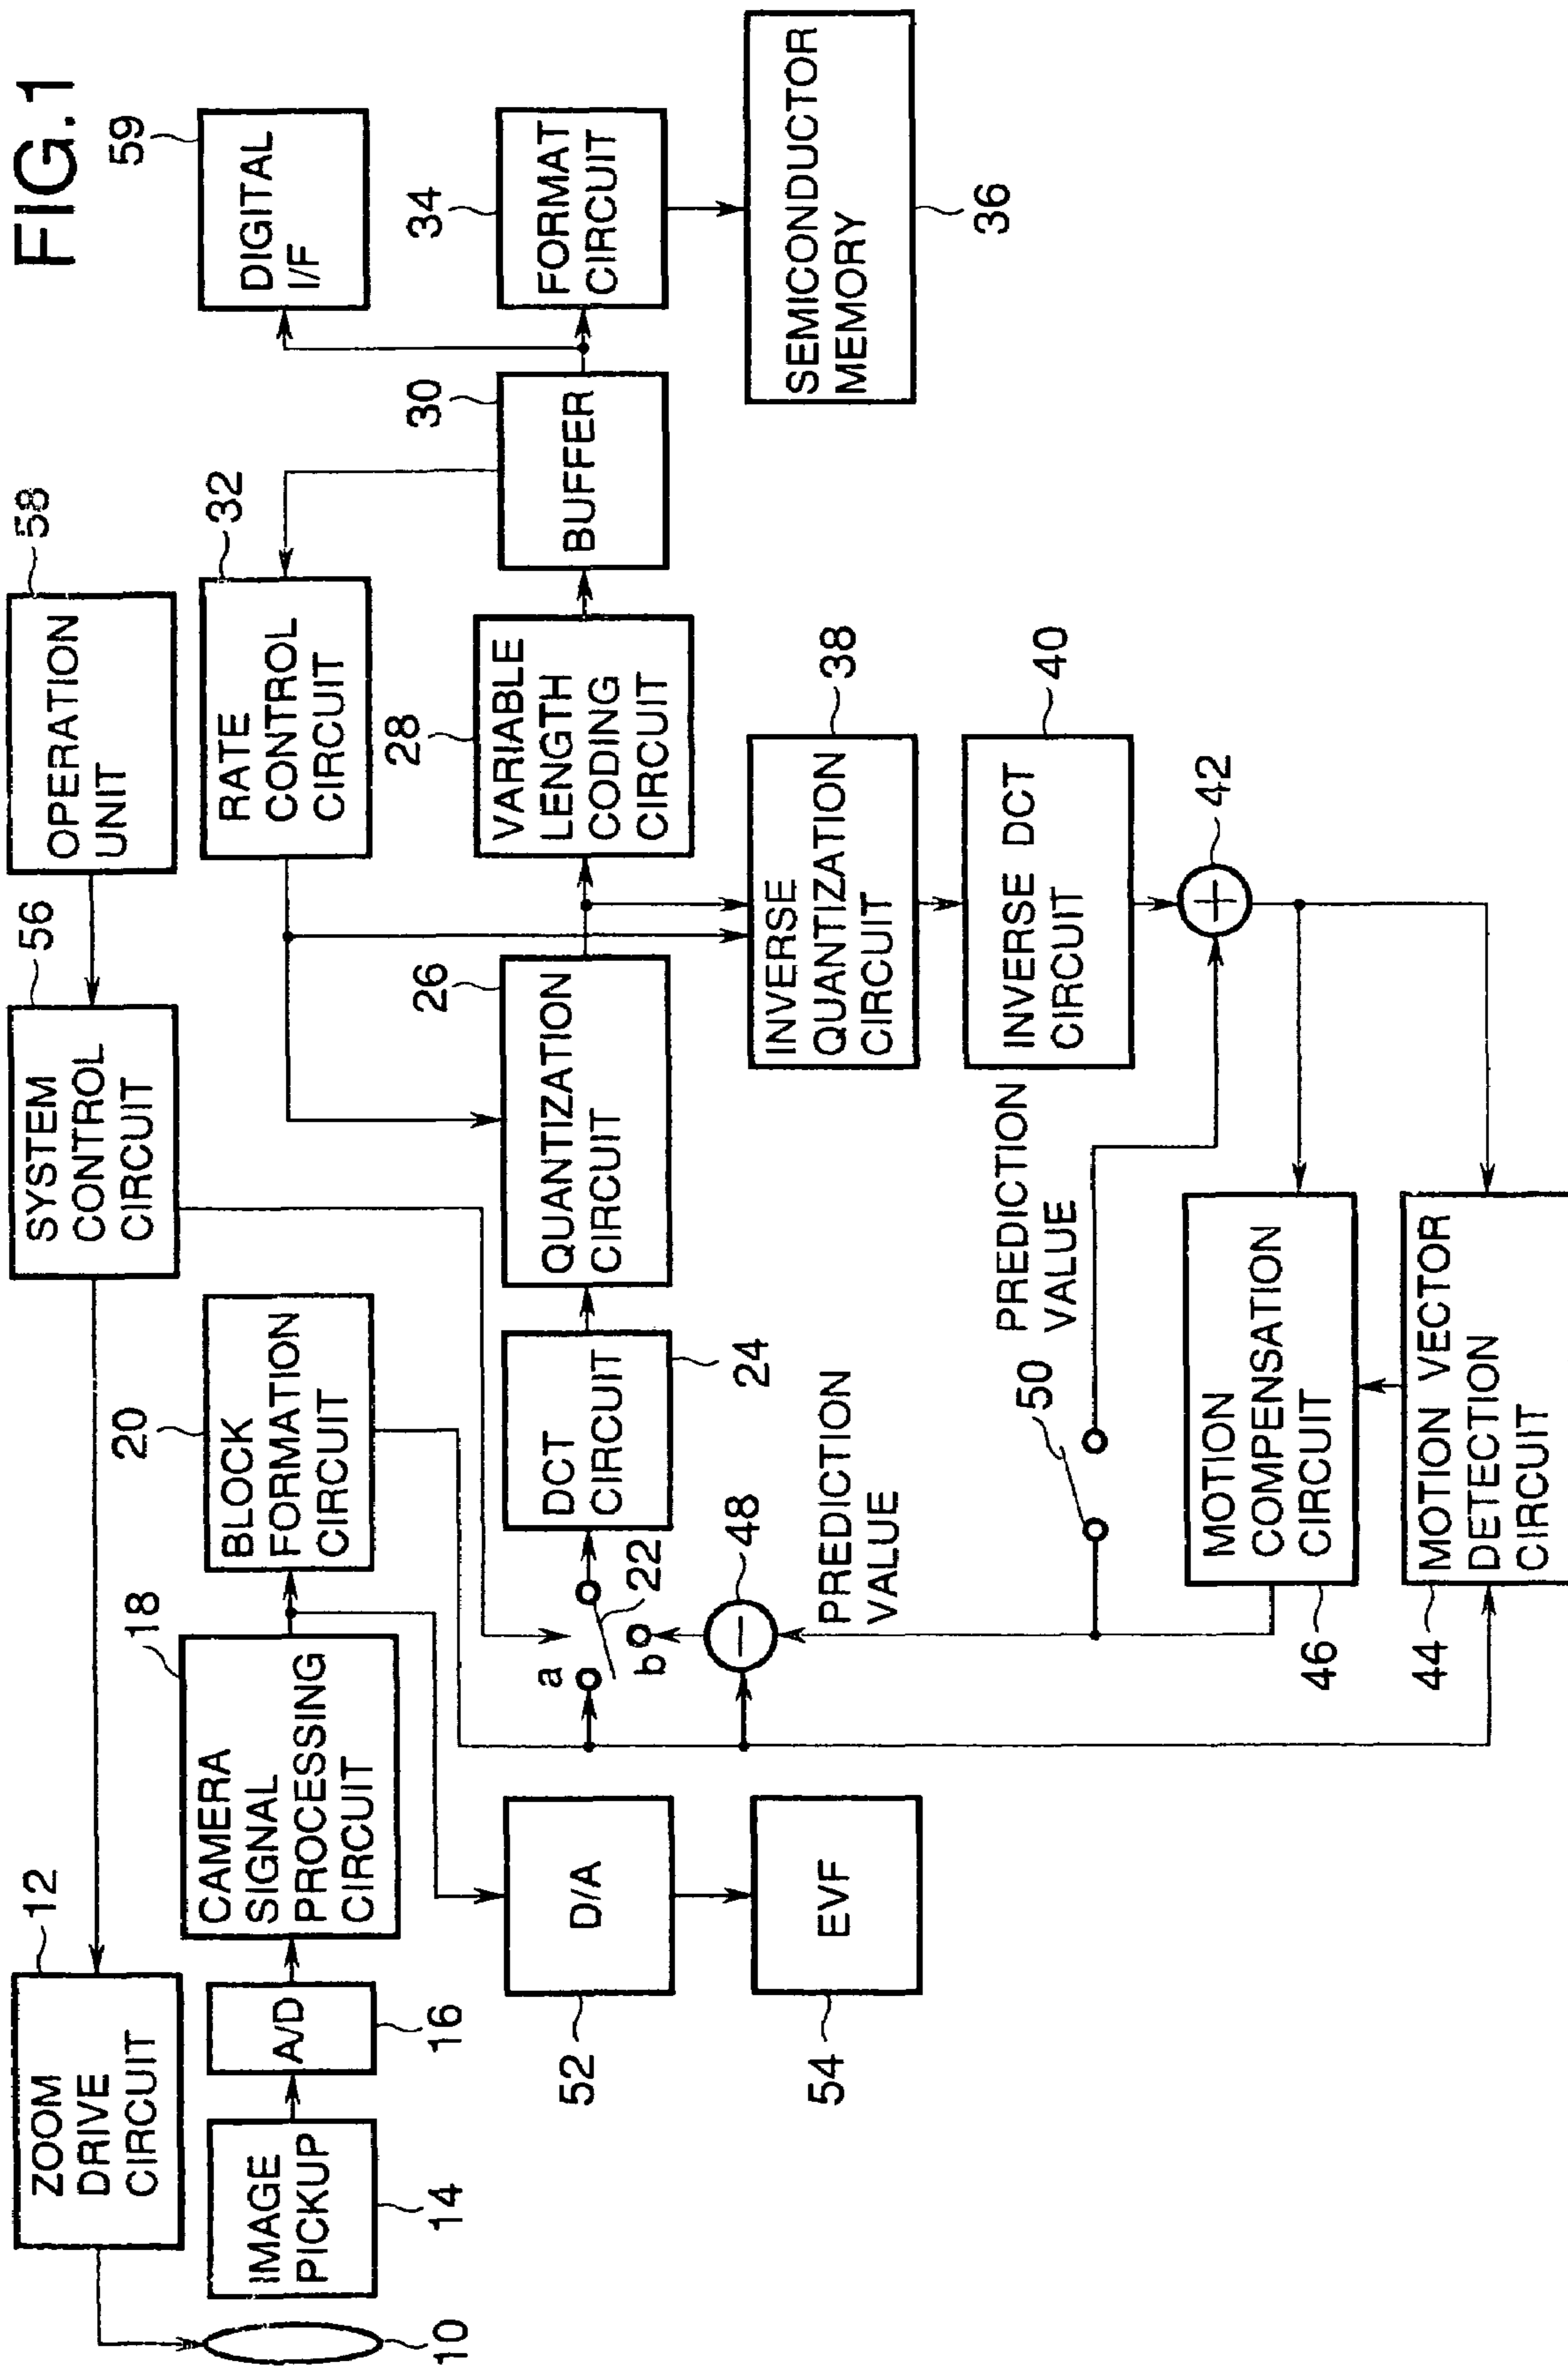 FIG.1
12
ZOOM
DRIVE
CIRCUIT
56
SYSTEM
CONTROL
CIRCUIT
58
OPERATION
UNIT
10
IMAGE
PICKUP
14
A/D
16
18
CAMERA
SIGNAL
PROCESSING
CIRCUIT
20
BLOCK
FORMATION
CIRCUIT
32
RATE
CONTROL
CIRCUIT
59
DIGITAL
I/F
52
D/A
54
EVF
a
b
22
DCT
CIRCUIT
24
26
QUANTIZATION
CIRCUIT
28
VARIABLE
LENGTH
CODING
CIRCUIT
30
BUFFER
34
FORMAT
CIRCUIT
SEMICONDUCTOR
MEMORY
36
48
PREDICTION
VALUE
INVERSE
QUANTIZATION
CIRCUIT
38
INVERSE DCT
CIRCUIT
40
50
PREDICTION
VALUE
42
46
MOTION
COMPENSATION
CIRCUIT
44
MOTION VECTOR
DETECTION
CIRCUIT